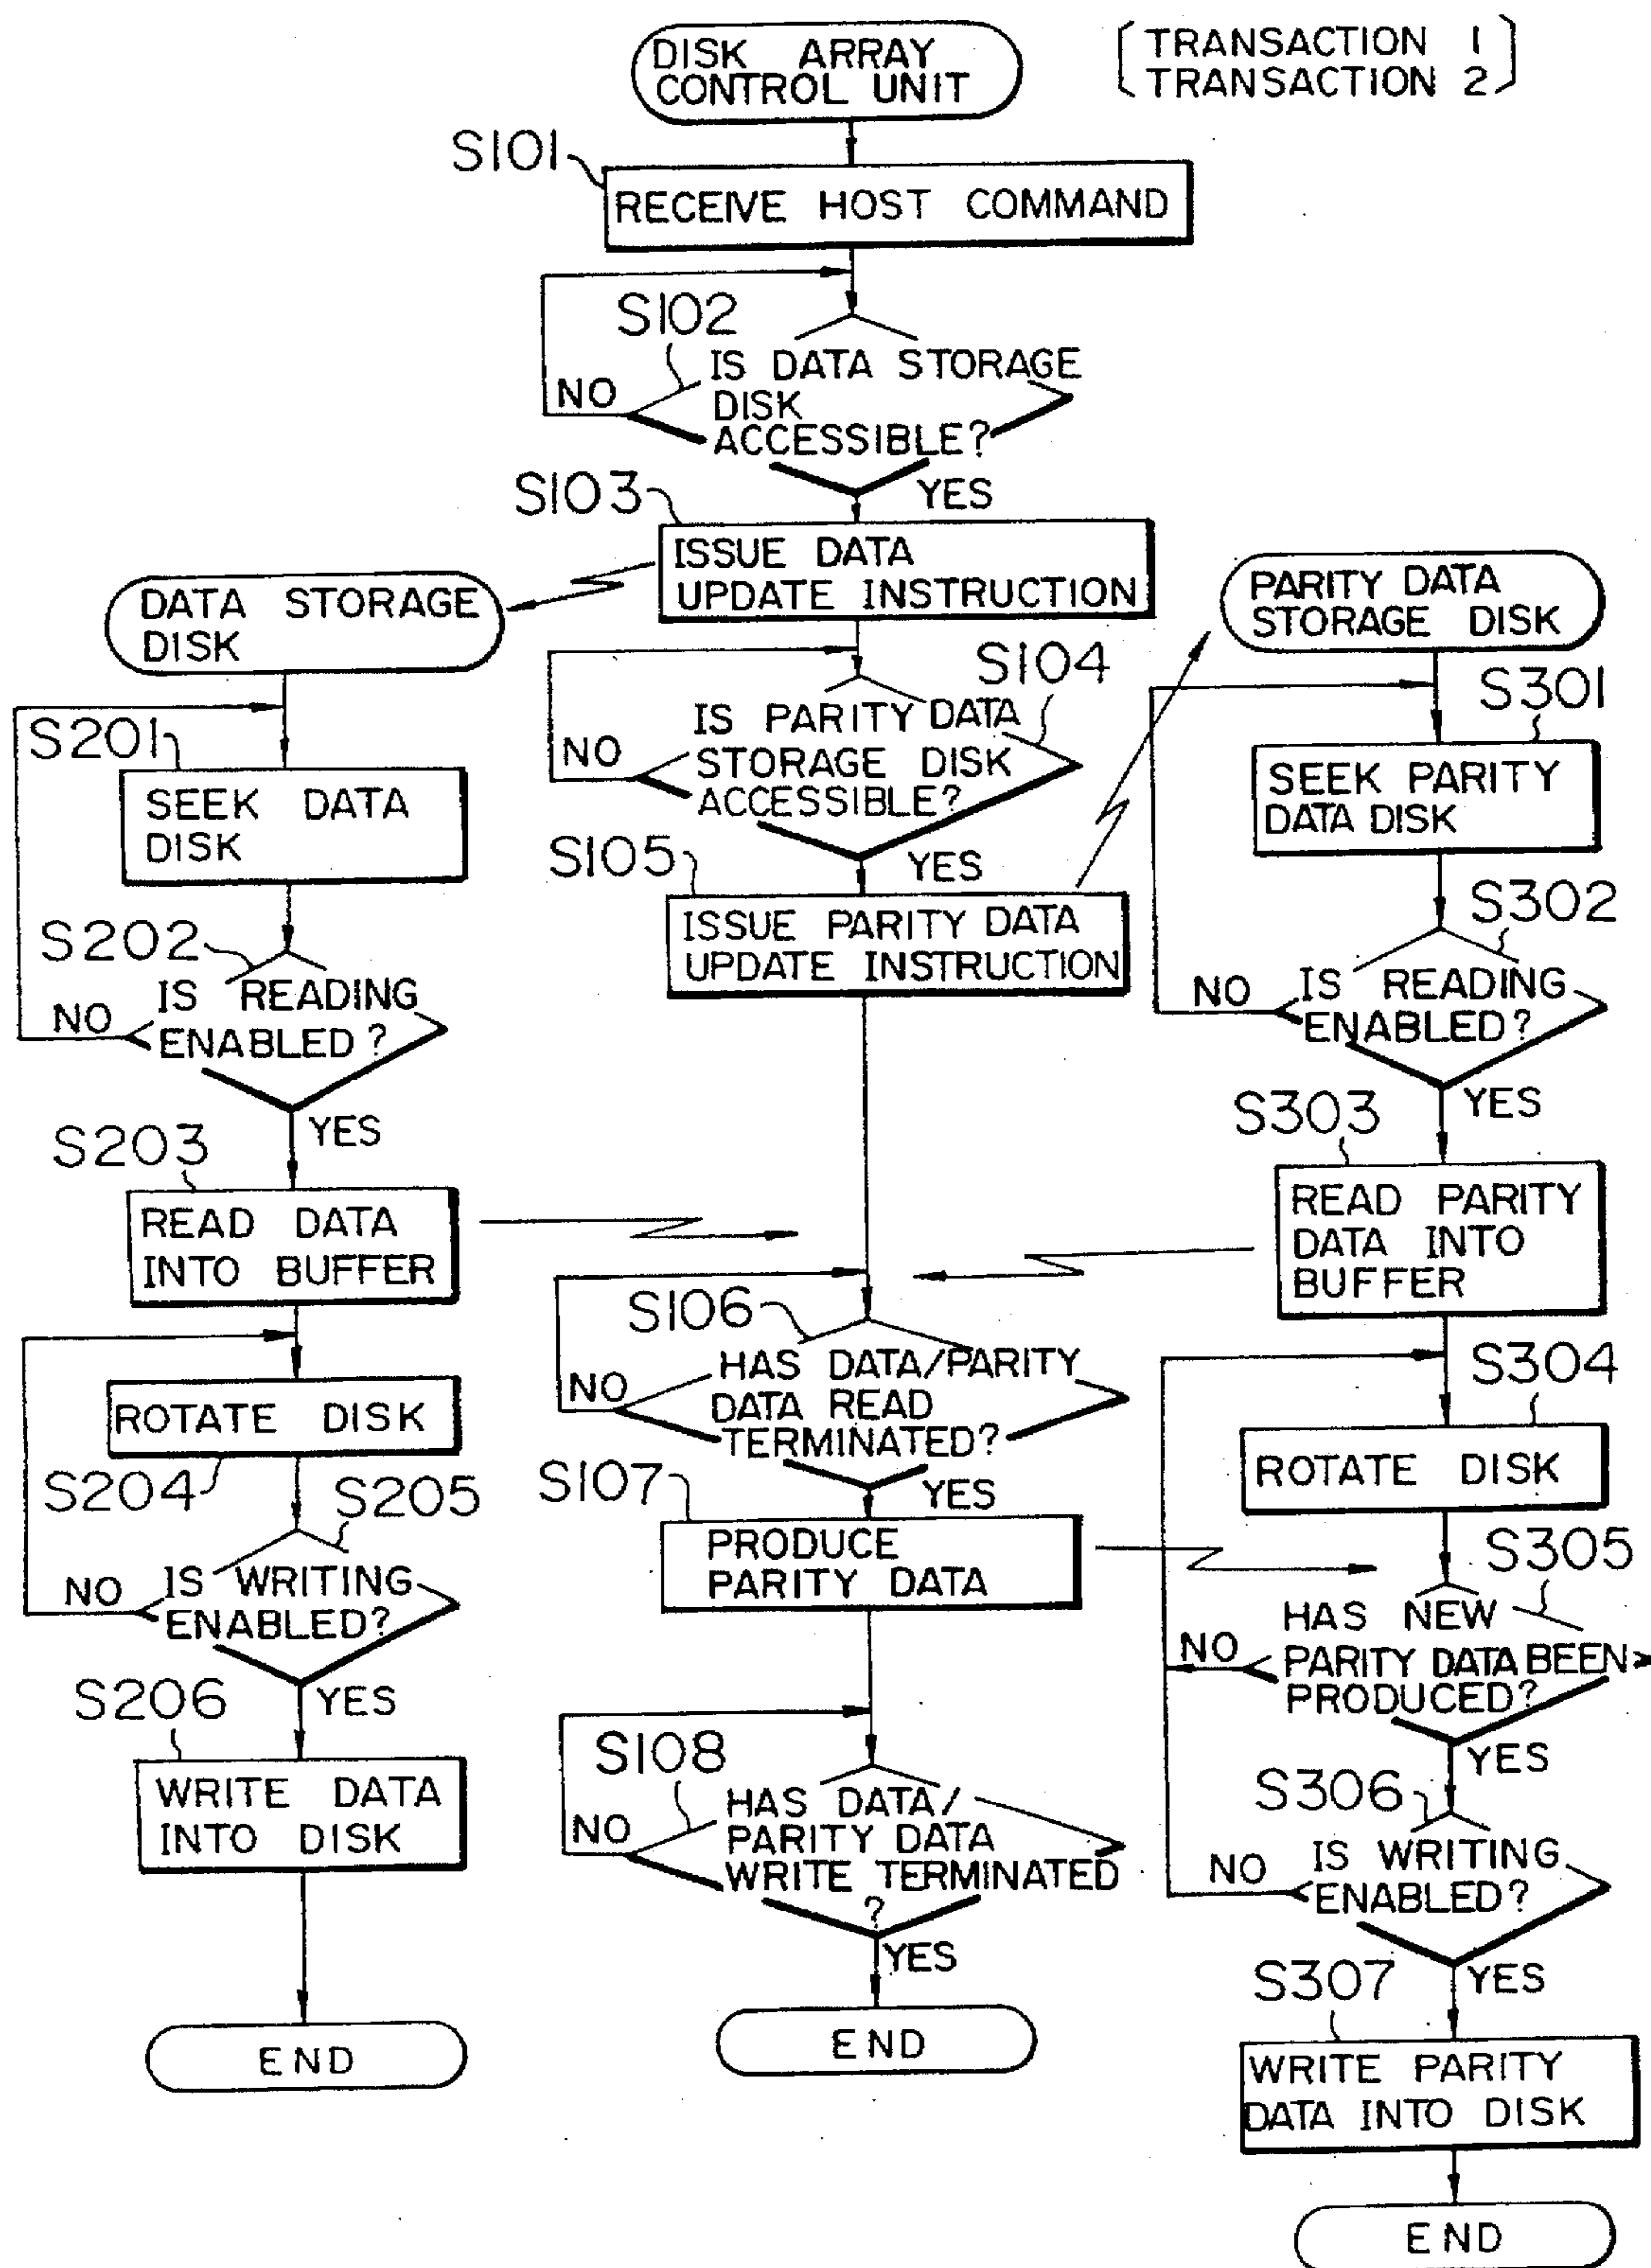 DISK ARRAY
CONTROL UNIT
TRANSACTION 1
TRANSACTION 2
S101
RECEIVE HOST COMMAND
S102
IS DATA STORAGE
DISK
ACCESSIBLE?
NO
YES
S103
ISSUE DATA
UPDATE INSTRUCTION
S104
IS PARITY DATA
STORAGE DISK
ACCESSIBLE?
NO
YES
S105
ISSUE PARITY DATA
UPDATE INSTRUCTION
S106
HAS DATA/PARITY
DATA READ
TERMINATED?
NO
YES
S107
PRODUCE
PARITY DATA
S108
HAS DATA/
PARITY DATA
WRITE TERMINATED
?
NO
YES
END
DATA STORAGE
DISK
S201
SEEK DATA
DISK
S202
IS READING
ENABLED?
NO
YES
S203
READ DATA
INTO BUFFER
ROTATE DISK
S204
S205
IS WRITING
ENABLED?
NO
YES
S206
WRITE DATA
INTO DISK
END
PARITY DATA
STORAGE DISK
S301
SEEK PARITY
DATA DISK
S302
IS READING
ENABLED?
NO
YES
S303
READ PARITY
DATA INTO
BUFFER
S304
ROTATE DISK
S305
HAS NEW
PARITY DATA BEEN
PRODUCED?
NO
YES
S306
IS WRITING
ENABLED?
NO
YES
S307
WRITE PARITY
DATA INTO DISK
END